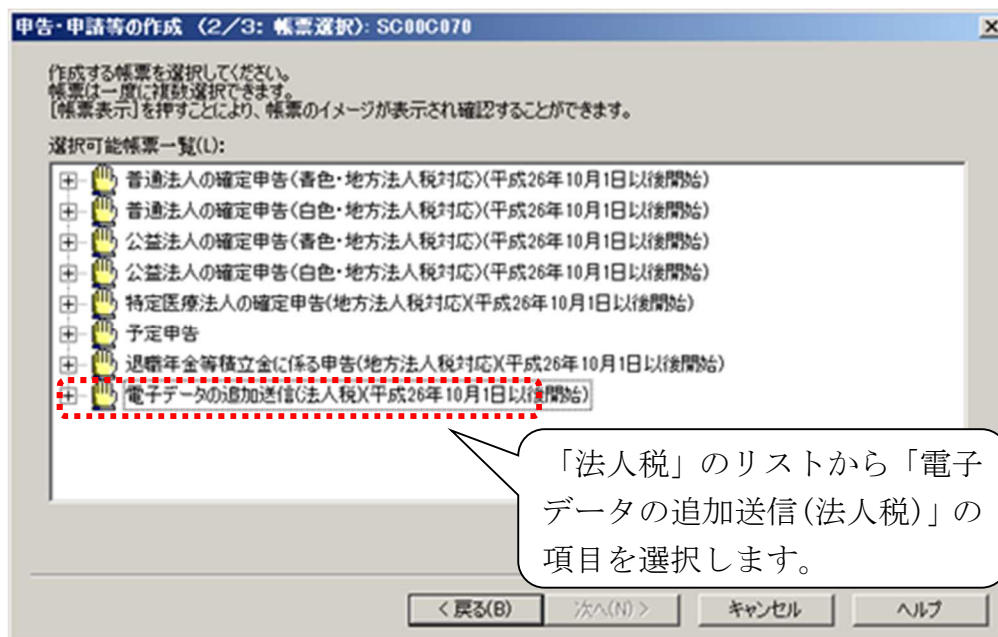 申告・申請等の作成 (2/3: 帳票選択): SC00C070
作成する帳票を選択してください。
帳票は一度に複数選択できます。
[帳票表示]を押すことにより、帳票のイメージが表示され確認することができます。
選択可能帳票一覧(L):
普通法人の確定申告(青色・地方法人税対応)(平成26年10月1日以後開始)
普通法人の確定申告(白色・地方法人税対応)(平成26年10月1日以後開始)
公益法人の確定申告(青色・地方法人税対応)(平成26年10月1日以後開始)
公益法人の確定申告(白色・地方法人税対応)(平成26年10月1日以後開始)
特定医療法人の確定申告(地方法人税対応)(平成26年10月1日以後開始)
予定申告
退職年金等積立金に係る申告(地方法人税対応)(平成26年10月1日以後開始)
電子データの追加送信(法人税)(平成26年10月1日以後開始)
「法人税」のリストから「電子
データの追加送信(法人税)」の
項目を選択します。
< 戻る(B) 次へ(N) > キャンセル ヘルプ